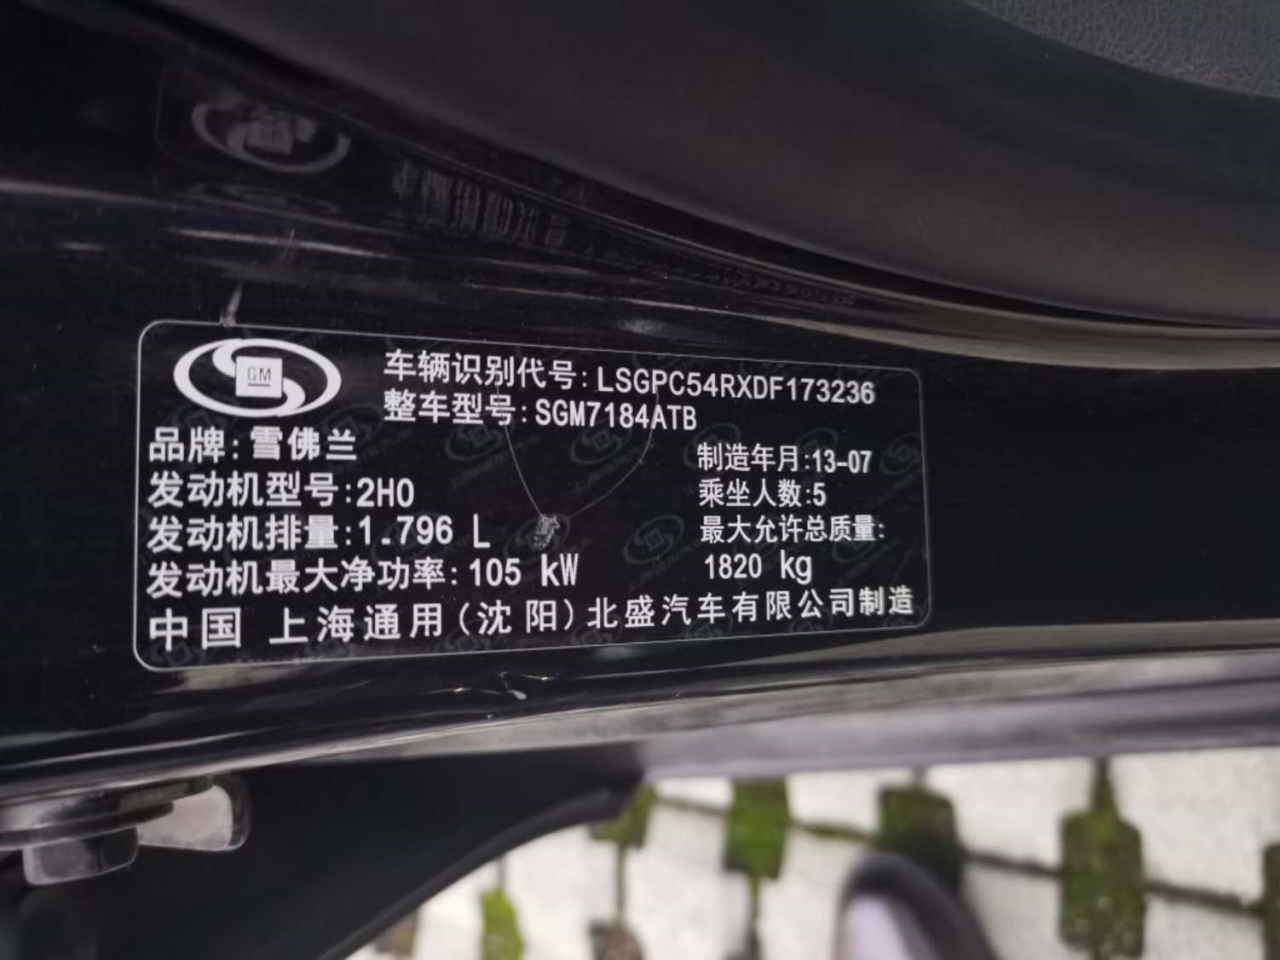 GM
车辆识别代号:LSGPC54RXDF173236
整车型号:SGM7184ATB
品牌:雪佛兰
制造年月:13-07
发动机型号:2H0
乘坐人数:5
发动机排量:1.796 L
最大允许总质量:
1820 kg
发动机最大净功率:105 kW
中国 上海通用(沈阳)北盛汽车有限公司制造